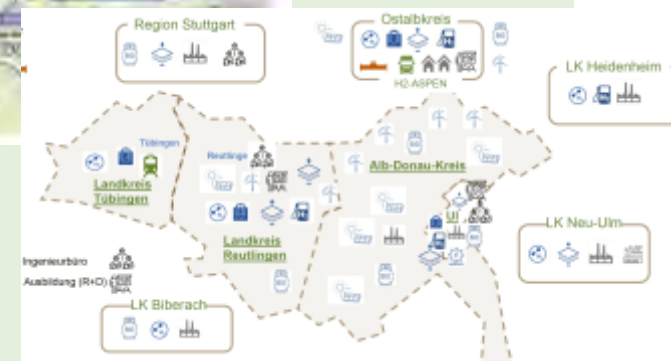 Region Stuttgart
Ostalbkreis
H2-ASPEN
LK Heidenheim
Tübingen
Reutlinge
Alb-Donau-Kreis
Landkreis
Tübingen
Ul
LK Neu-Ulm
Landkreis
Reutlingen
Ingenieurbüro
Ausbildung (R+D)
LK Biberach